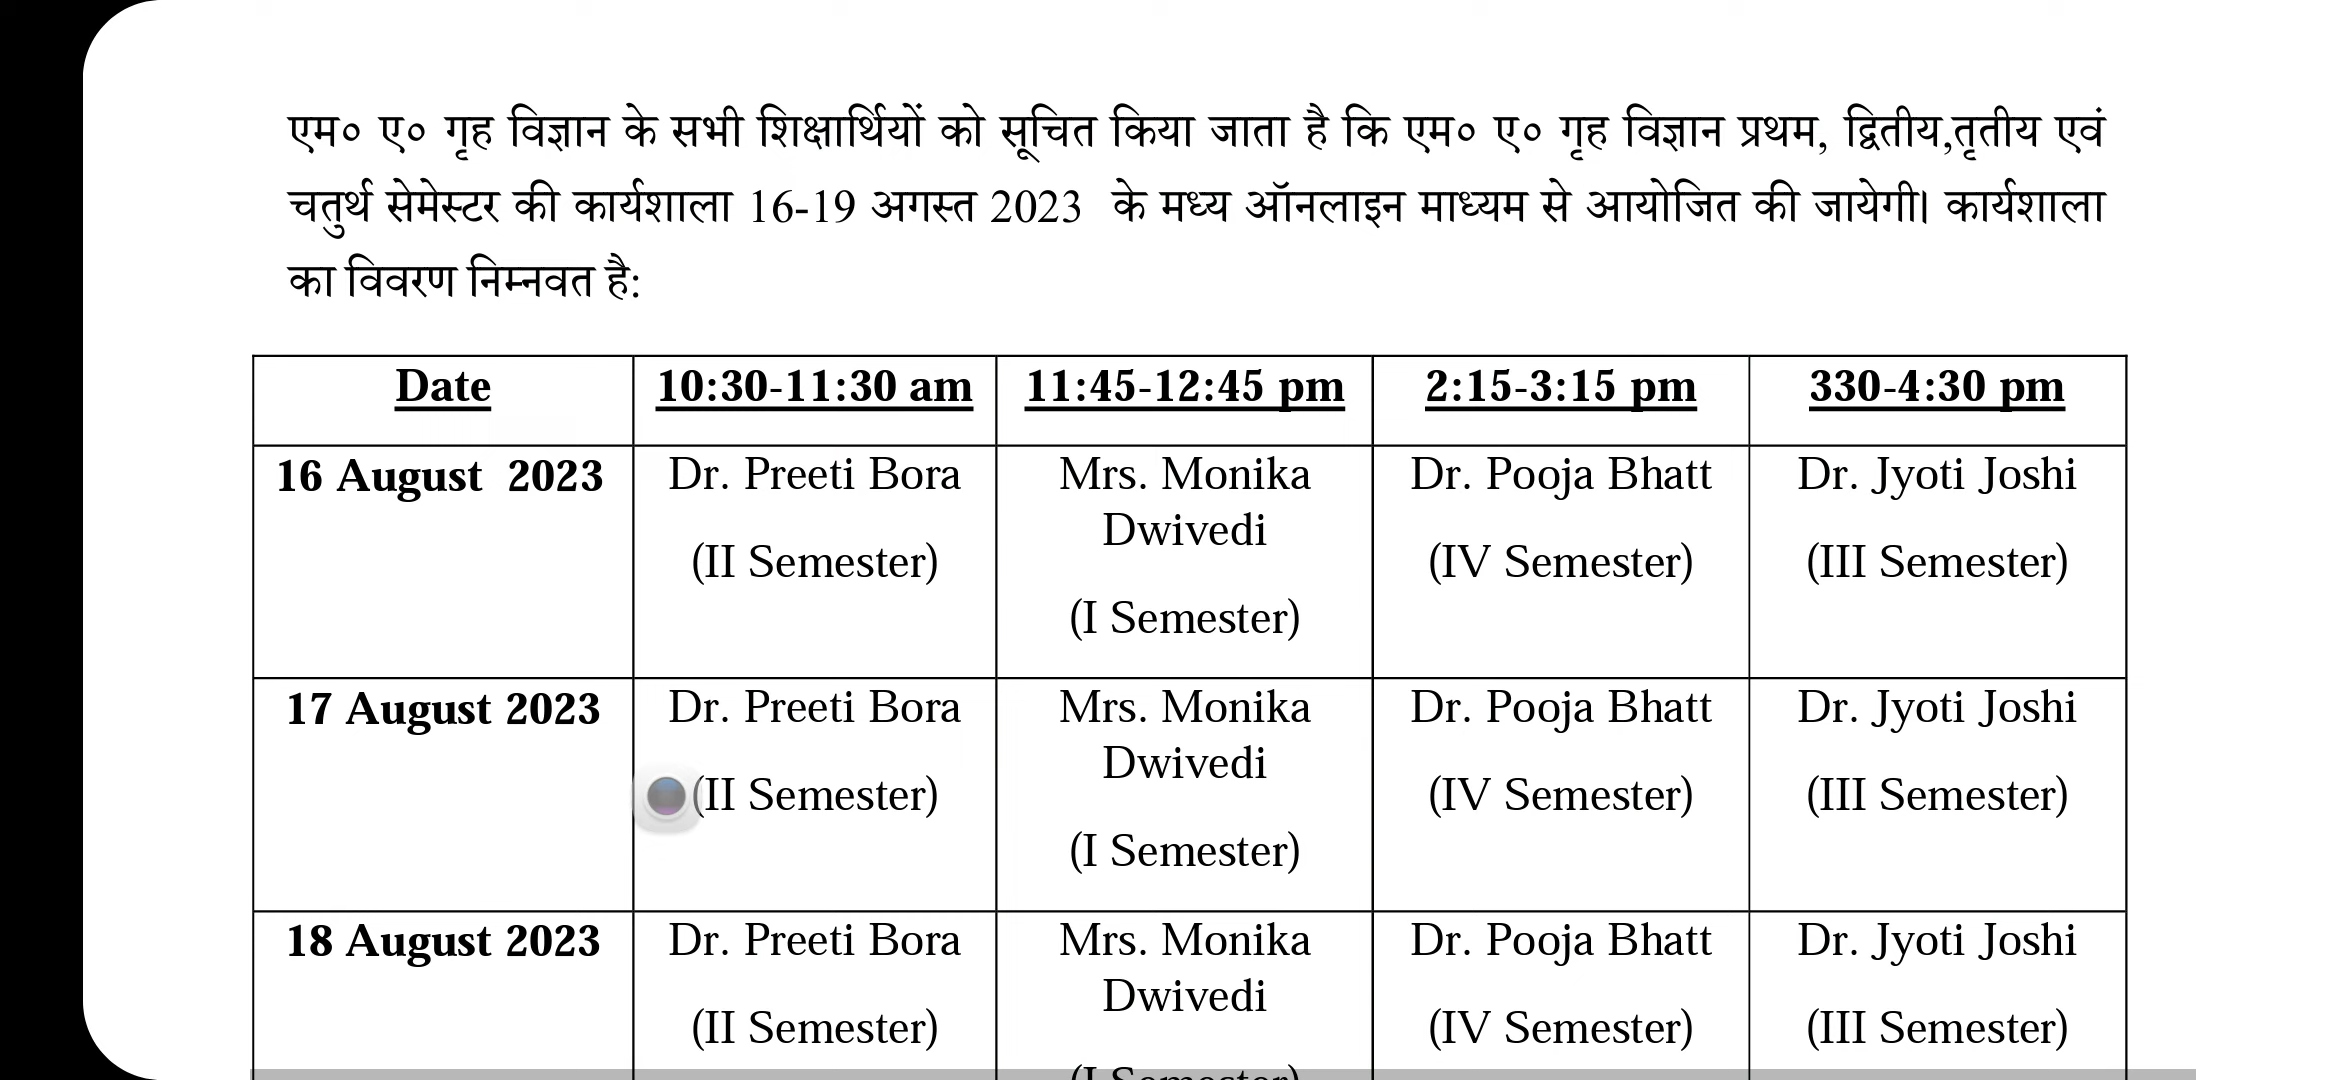 एम० ए० गृह विज्ञान के सभी शिक्षार्थियों को सूचित किया जाता है कि एम० ए० गृह विज्ञान प्रथम, द्वितीय,तृतीय एवं
चतुर्थ सेमेस्टर की कार्यशाला 16-19 अगस्त 2023 के मध्य ऑनलाइन माध्यम से आयोजित की जायेगी। कार्यशाला
का विवरण निम्नवत है:
Date 10:30-11:30 am 11:45-12:45 pm 2:15-3:15 pm 330-4:30 pm
16 August 2023 Dr. Preeti Bora Mrs. Monika Dr. Pooja Bhatt Dr. Jyoti Joshi
Dwivedi
(II Semester) (IV Semester) (III Semester)
(I Semester)
17 August 2023 Dr. Preeti Bora Mrs. Monika Dr. Pooja Bhatt Dr. Jyoti Joshi
Dwivedi
(II Semester) (IV Semester) (III Semester)
(I Semester)
18 August 2023 Dr. Preeti Bora Mrs. Monika Dr. Pooja Bhatt Dr. Jyoti Joshi
Dwivedi
(II Semester) (IV Semester) (III Semester)
(I Semester)